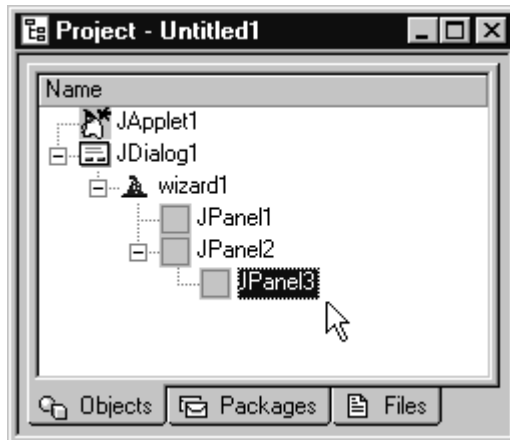 Project - Untitled1
Name
JApplet1
JDialog1
wizard1
JPanel1
JPanel2
JPanel3
Objects Packages Files